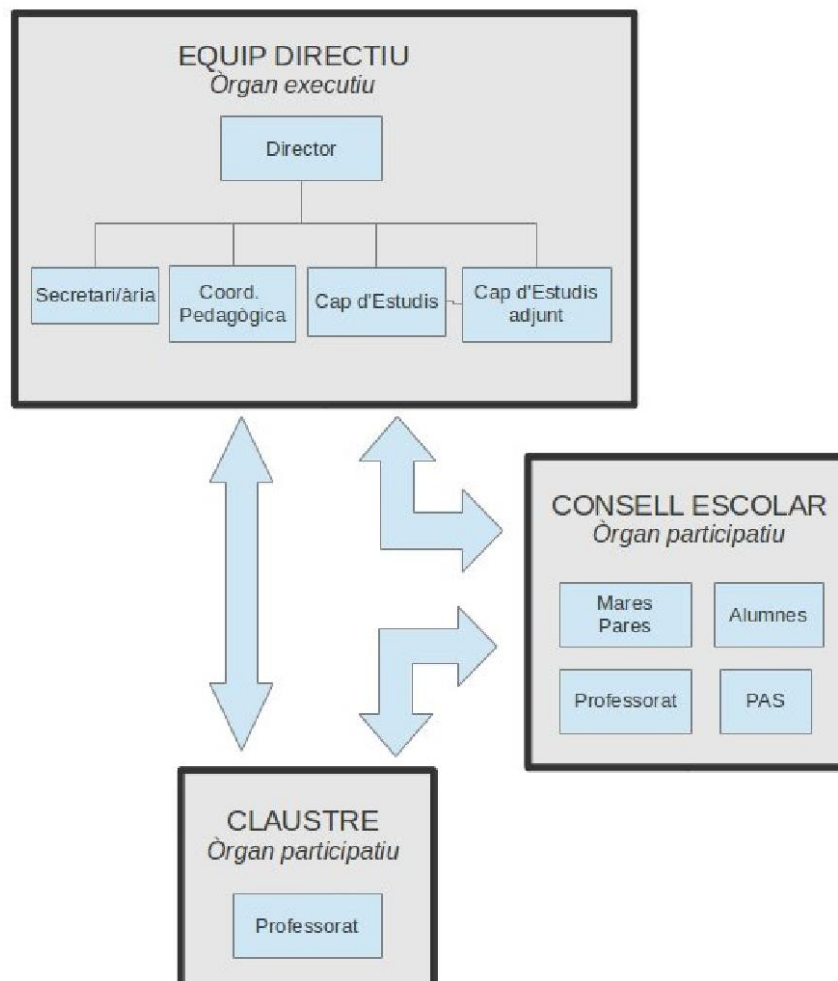 EQUIP DIRECTIU
Òrgan executiu
Director
Secretari/ària
Coord.
Pedagògica
Cap d'Estudis
Cap d'Estudis
adjunt
CONSELL ESCOLAR
Òrgan participatiu
Mares
Pares
Alumnes
Professorat
PAS
CLAUSTRE
Òrgan participatiu
Professorat